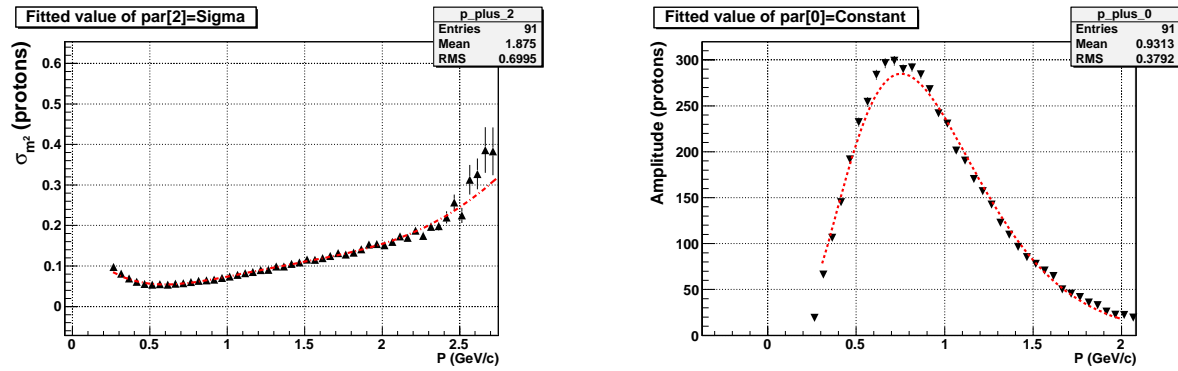 Fitted value of par[2]=Sigma
p_plus_2
Entries 91
Mean 1.875
RMS 0.6995
σm² (protons)
0.6
0.5
0.4
0.3
0.2
0.1
0
0 0.5 1 1.5 2 2.5
P (GeV/c)
Fitted value of par[0]=Constant
p_plus_0
Entries 91
Mean 0.9313
RMS 0.3792
Amplitude (protons)
300
250
200
150
100
50
0
0 0.5 1 1.5 2
P (GeV/c)